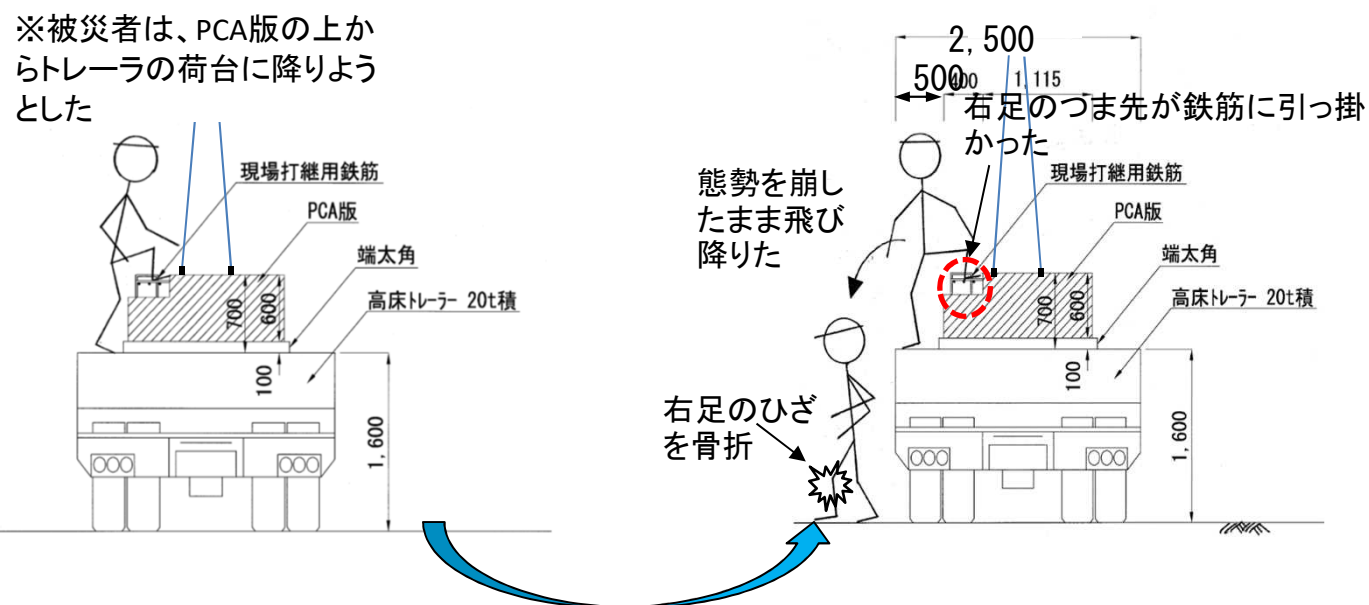 ※被災者は、PCA版の上か
らトレーラの荷台に降りよう
とした
現場打継用鉄筋
PCA版
端太角
高床トレーラー 20t積
700
600
100
1,600
2,500
500
400
1,115
右足のつま先が鉄筋に引っ掛
かった
態勢を崩し
たまま飛び
降りた
現場打継用鉄筋
PCA版
端太角
高床トレーラー 20t積
700
600
100
1,600
右足のひざ
を骨折